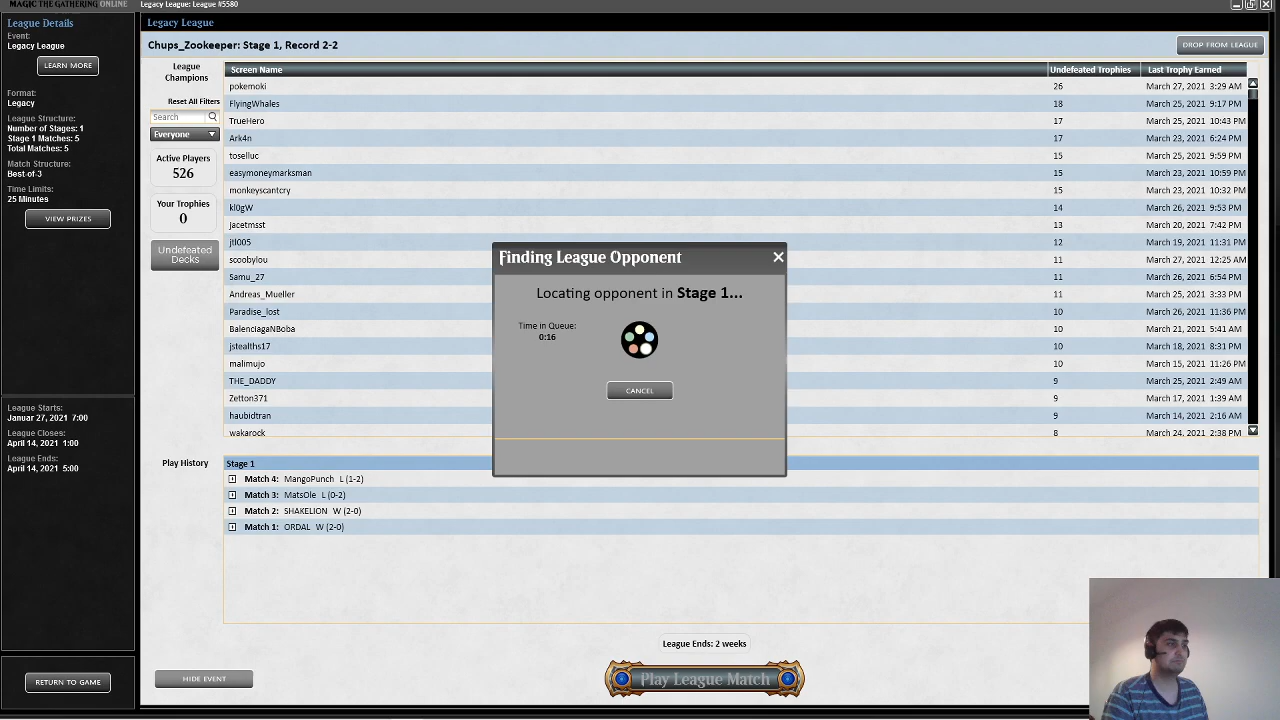 MAGIC THE GATHERING ONLINE
Legacy League: League #5580
League Details
Event:
Legacy League
LEARN MORE
Format:
Legacy
League Structure:
Number of Stages: 1
Stage 1 Matches: 5
Total Matches: 5
Match Structure:
Best-of-3
Time Limits:
25 Minutes
VIEW PRIZES
League Starts:
Januar 27, 2021 7:00
League Closes:
April 14, 2021 1:00
League Ends:
April 14, 2021 5:00
RETURN TO GAME
Legacy League
Chups_Zookeeper: Stage 1, Record 2-2
DROP FROM LEAGUE
League Champions
Reset All Filters
Search
Everyone
Active Players
526
Your Trophies
0
Undefeated Decks
Screen Name Undefeated Trophies Last Trophy Earned
pokemoki 26 March 27, 2021 3:29 AM
FlyingWhales 18 March 25, 2021 9:17 PM
TrueHero 17 March 25, 2021 10:43 PM
Ark4n 17 March 23, 2021 6:24 PM
toselluc 15 March 25, 2021 9:59 PM
easymoneymarksman 15 March 23, 2021 10:59 PM
monkeyscantcry 15 March 23, 2021 10:32 PM
kl0gW 14 March 26, 2021 9:53 PM
Jacetmsst 13 March 20, 2021 7:42 PM
jtl005 12 March 19, 2021 11:31 PM
scoobylou 11 March 27, 2021 12:25 AM
Samu_27 11 March 26, 2021 6:54 PM
Andreas_Mueller 11 March 25, 2021 3:33 PM
Paradise_lost 10 March 26, 2021 11:36 PM
BalenciagaNBoba 10 March 21, 2021 5:41 AM
jstealths17 10 March 18, 2021 8:31 PM
malimujo 10 March 15, 2021 11:26 PM
THE_DADDY 9 March 25, 2021 2:49 AM
Zetton371 9 March 17, 2021 1:39 AM
haubidtran 9 March 14, 2021 2:16 AM
wakarock 8 March 24, 2021 2:38 PM
Finding League Opponent
Locating opponent in Stage 1...
Time in Queue:
0:16
CANCEL
Play History
Stage 1
Match 4: MangoPunch L (1-2)
Match 3: MatsOle L (0-2)
Match 2: SHAKELION W (2-0)
Match 1: ORDAL W (2-0)
League Ends: 2 weeks
HIDE EVENT
Play League Match